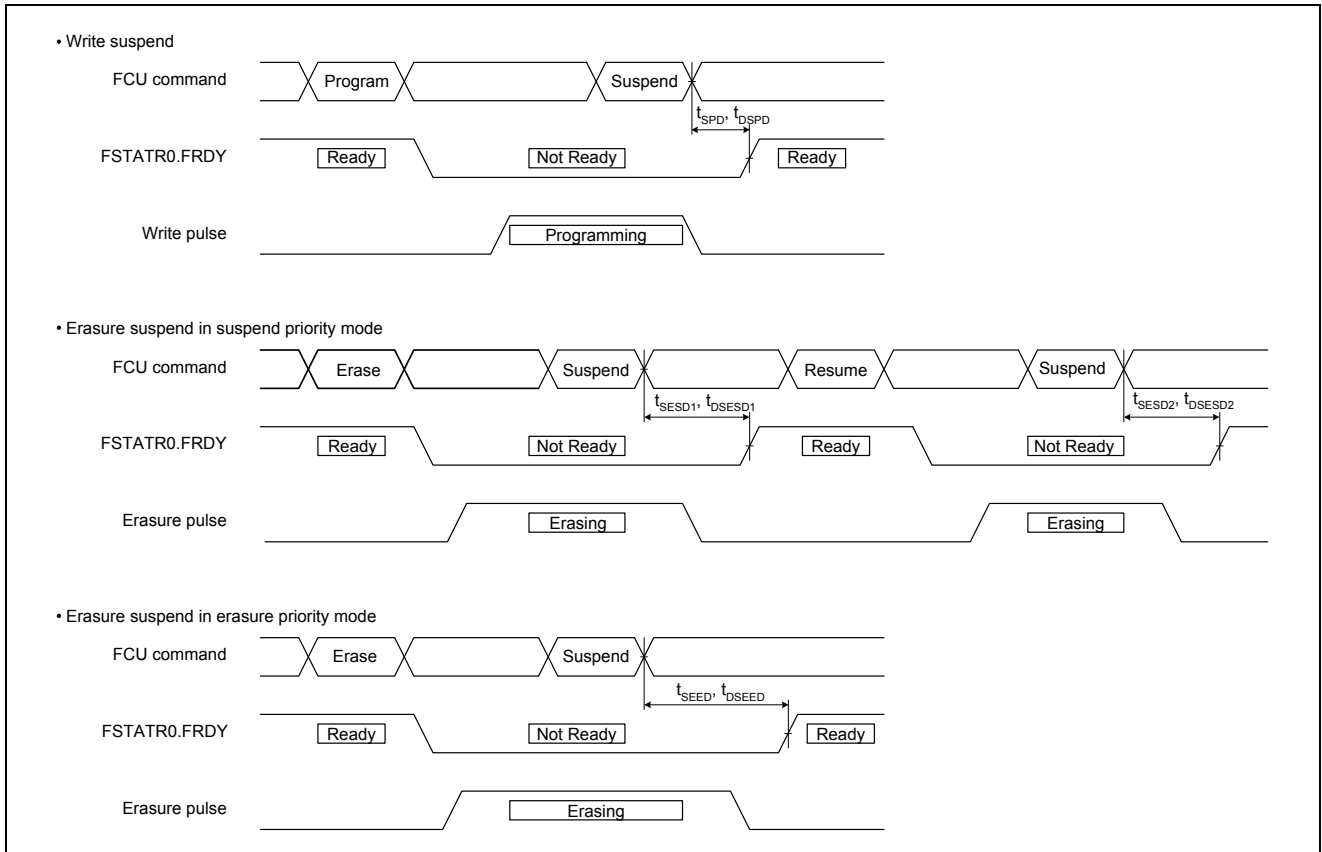 • Write suspend
FCU command Program Suspend
tSPD, tDSPD
FSTATR0.FRDY Ready Not Ready Ready
Write pulse Programming
• Erasure suspend in suspend priority mode
FCU command Erase Suspend Resume Suspend
tSESD1, tDSESD1 tSESD2, tDSESD2
FSTATR0.FRDY Ready Not Ready Ready Not Ready
Erasure pulse Erasing Erasing
• Erasure suspend in erasure priority mode
FCU command Erase Suspend
tSEED, tDSEED
FSTATR0.FRDY Ready Not Ready Ready
Erasure pulse Erasing